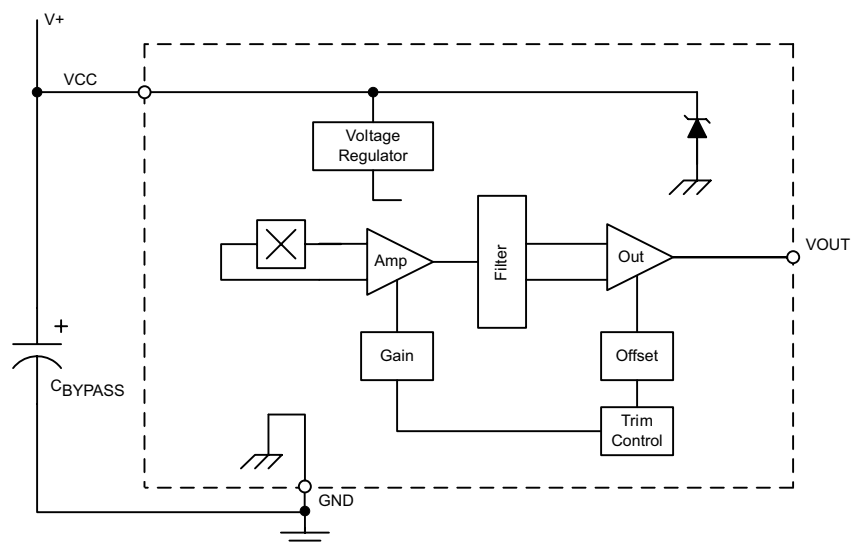 V+
VCC
Voltage
Regulator
Amp
Filter
Out
VOUT
+
CBYPASS
Gain
Offset
Trim
Control
GND